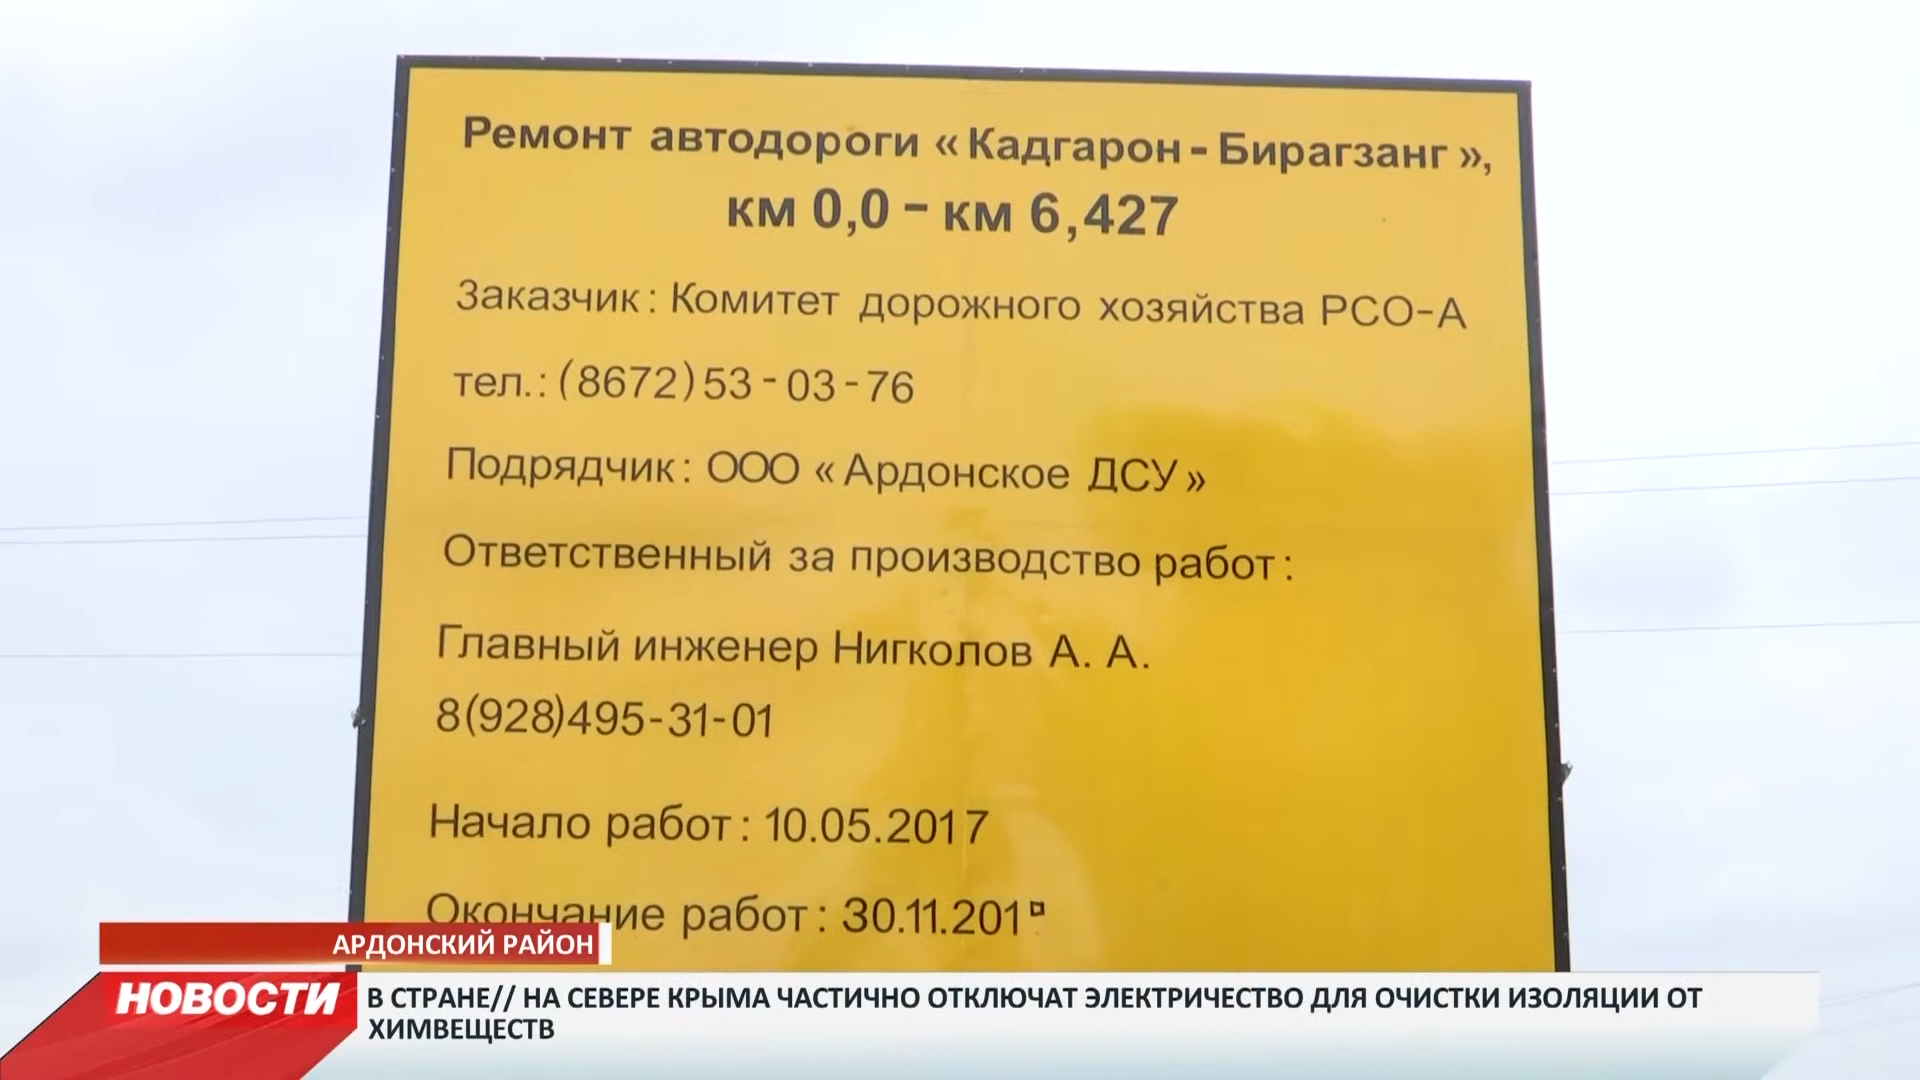 Ремонт автодороги «Кадгарон-Бирагзанг»,
км 0,0 - км 6,427
Заказчик: Комитет дорожного хозяйства РСО-А
тел.: (8672) 53-03-76
Подрядчик: ООО «Ардонское ДСУ»
Ответственный за производство работ:
Главный инженер Нигколов А. А.
8(928)495-31-01
Начало работ: 10.05.2017
Окончание работ:
АРДОНСКИЙ РАЙОН
НОВОСТИ
В СТРАНЕ// НА СЕВЕРЕ КРЫМА ЧАСТИЧНО ОТКЛЮЧАТ ЭЛЕКТРИЧЕСТВО ДЛЯ ОЧИСТКИ ИЗОЛЯЦИИ ОТ
ХИМВЕЩЕСТВ